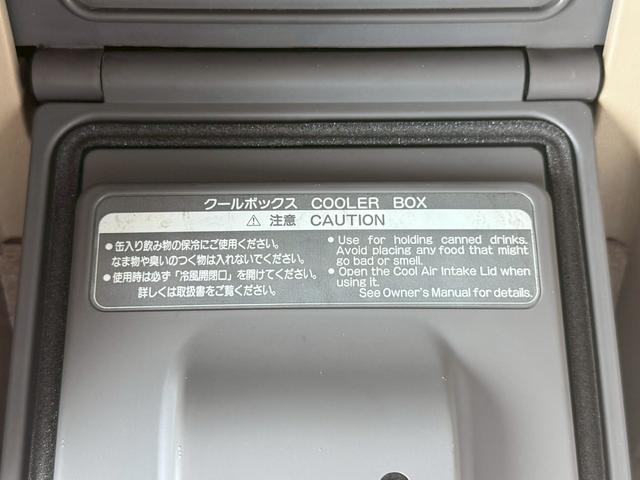 クールボックス COOLER BOX
⚠ 注意 CAUTION
●缶入り飲み物の保冷にご使用ください。
なま物や臭いのつく物は入れないでください。
●使用時は必ず「冷風開閉口」を開けてください。
詳しくは取扱書をご覧ください。
● Use for holding canned drinks.
Avoid placing any food that might
go bad or smell.
● Open the Cool Air Intake Lid when
using it.
See Owner's Manual for details.